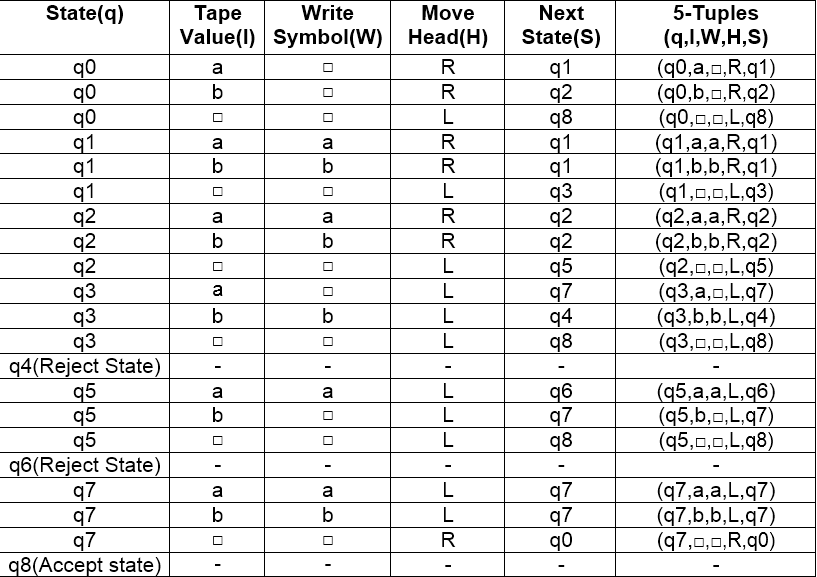 State(q) Tape Value(I) Write Symbol(W) Move Head(H) Next State(S) 5-Tuples (q,I,W,H,S)
q0 a □ R q1 (q0,a,□,R,q1)
q0 b □ R q2 (q0,b,□,R,q2)
q0 □ □ L q8 (q0,□,□,L,q8)
q1 a a R q1 (q1,a,a,R,q1)
q1 b b R q1 (q1,b,b,R,q1)
q1 □ □ L q3 (q1,□,□,L,q3)
q2 a a R q2 (q2,a,a,R,q2)
q2 b b R q2 (q2,b,b,R,q2)
q2 □ □ L q5 (q2,□,□,L,q5)
q3 a □ L q7 (q3,a,□,L,q7)
q3 b b L q4 (q3,b,b,L,q4)
q3 □ □ L q8 (q3,□,□,L,q8)
q4(Reject State) - - - - -
q5 a a L q6 (q5,a,a,L,q6)
q5 b □ L q7 (q5,b,□,L,q7)
q5 □ □ L q8 (q5,□,□,L,q8)
q6(Reject State) - - - - -
q7 a a L q7 (q7,a,a,L,q7)
q7 b b L q7 (q7,b,b,L,q7)
q7 □ □ R q0 (q7,□,□,R,q0)
q8(Accept state) - - - - -